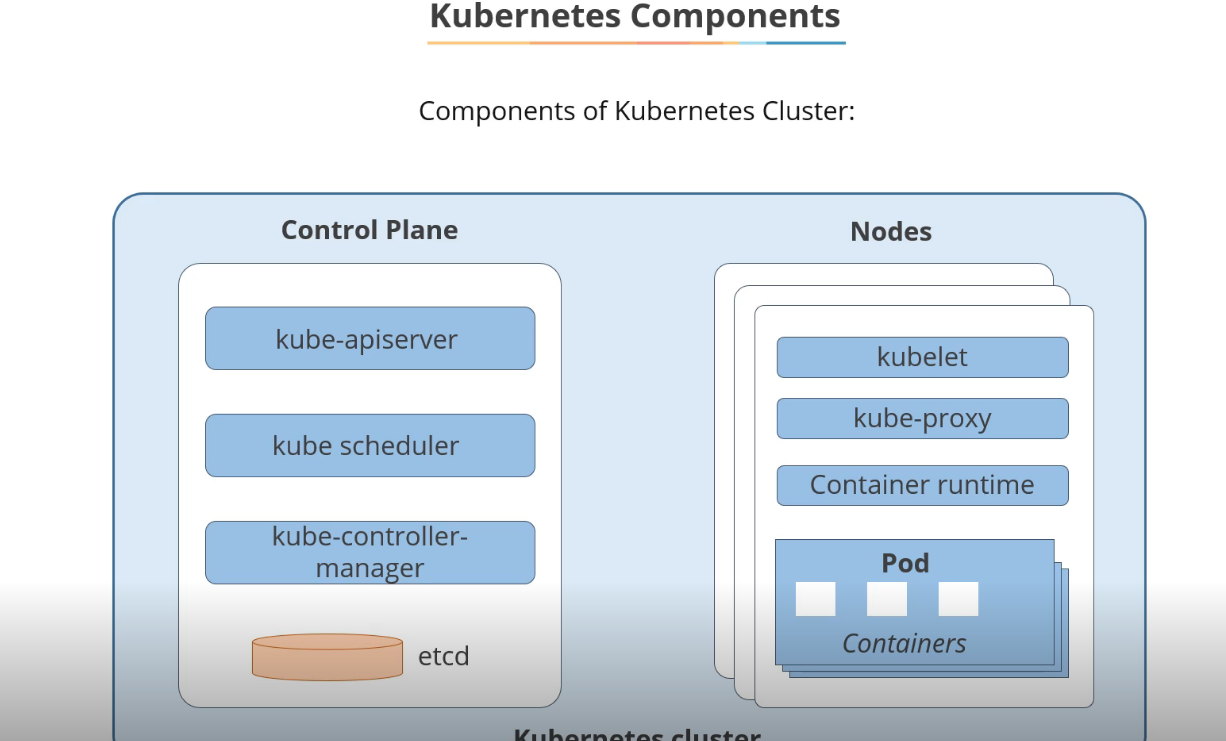 Kubernetes Components
Components of Kubernetes Cluster:
Control Plane
kube-apiserver
kube scheduler
kube-controller-
manager
etcd
Nodes
kubelet
kube-proxy
Container runtime
Pod
Containers
Kubernetes cluster